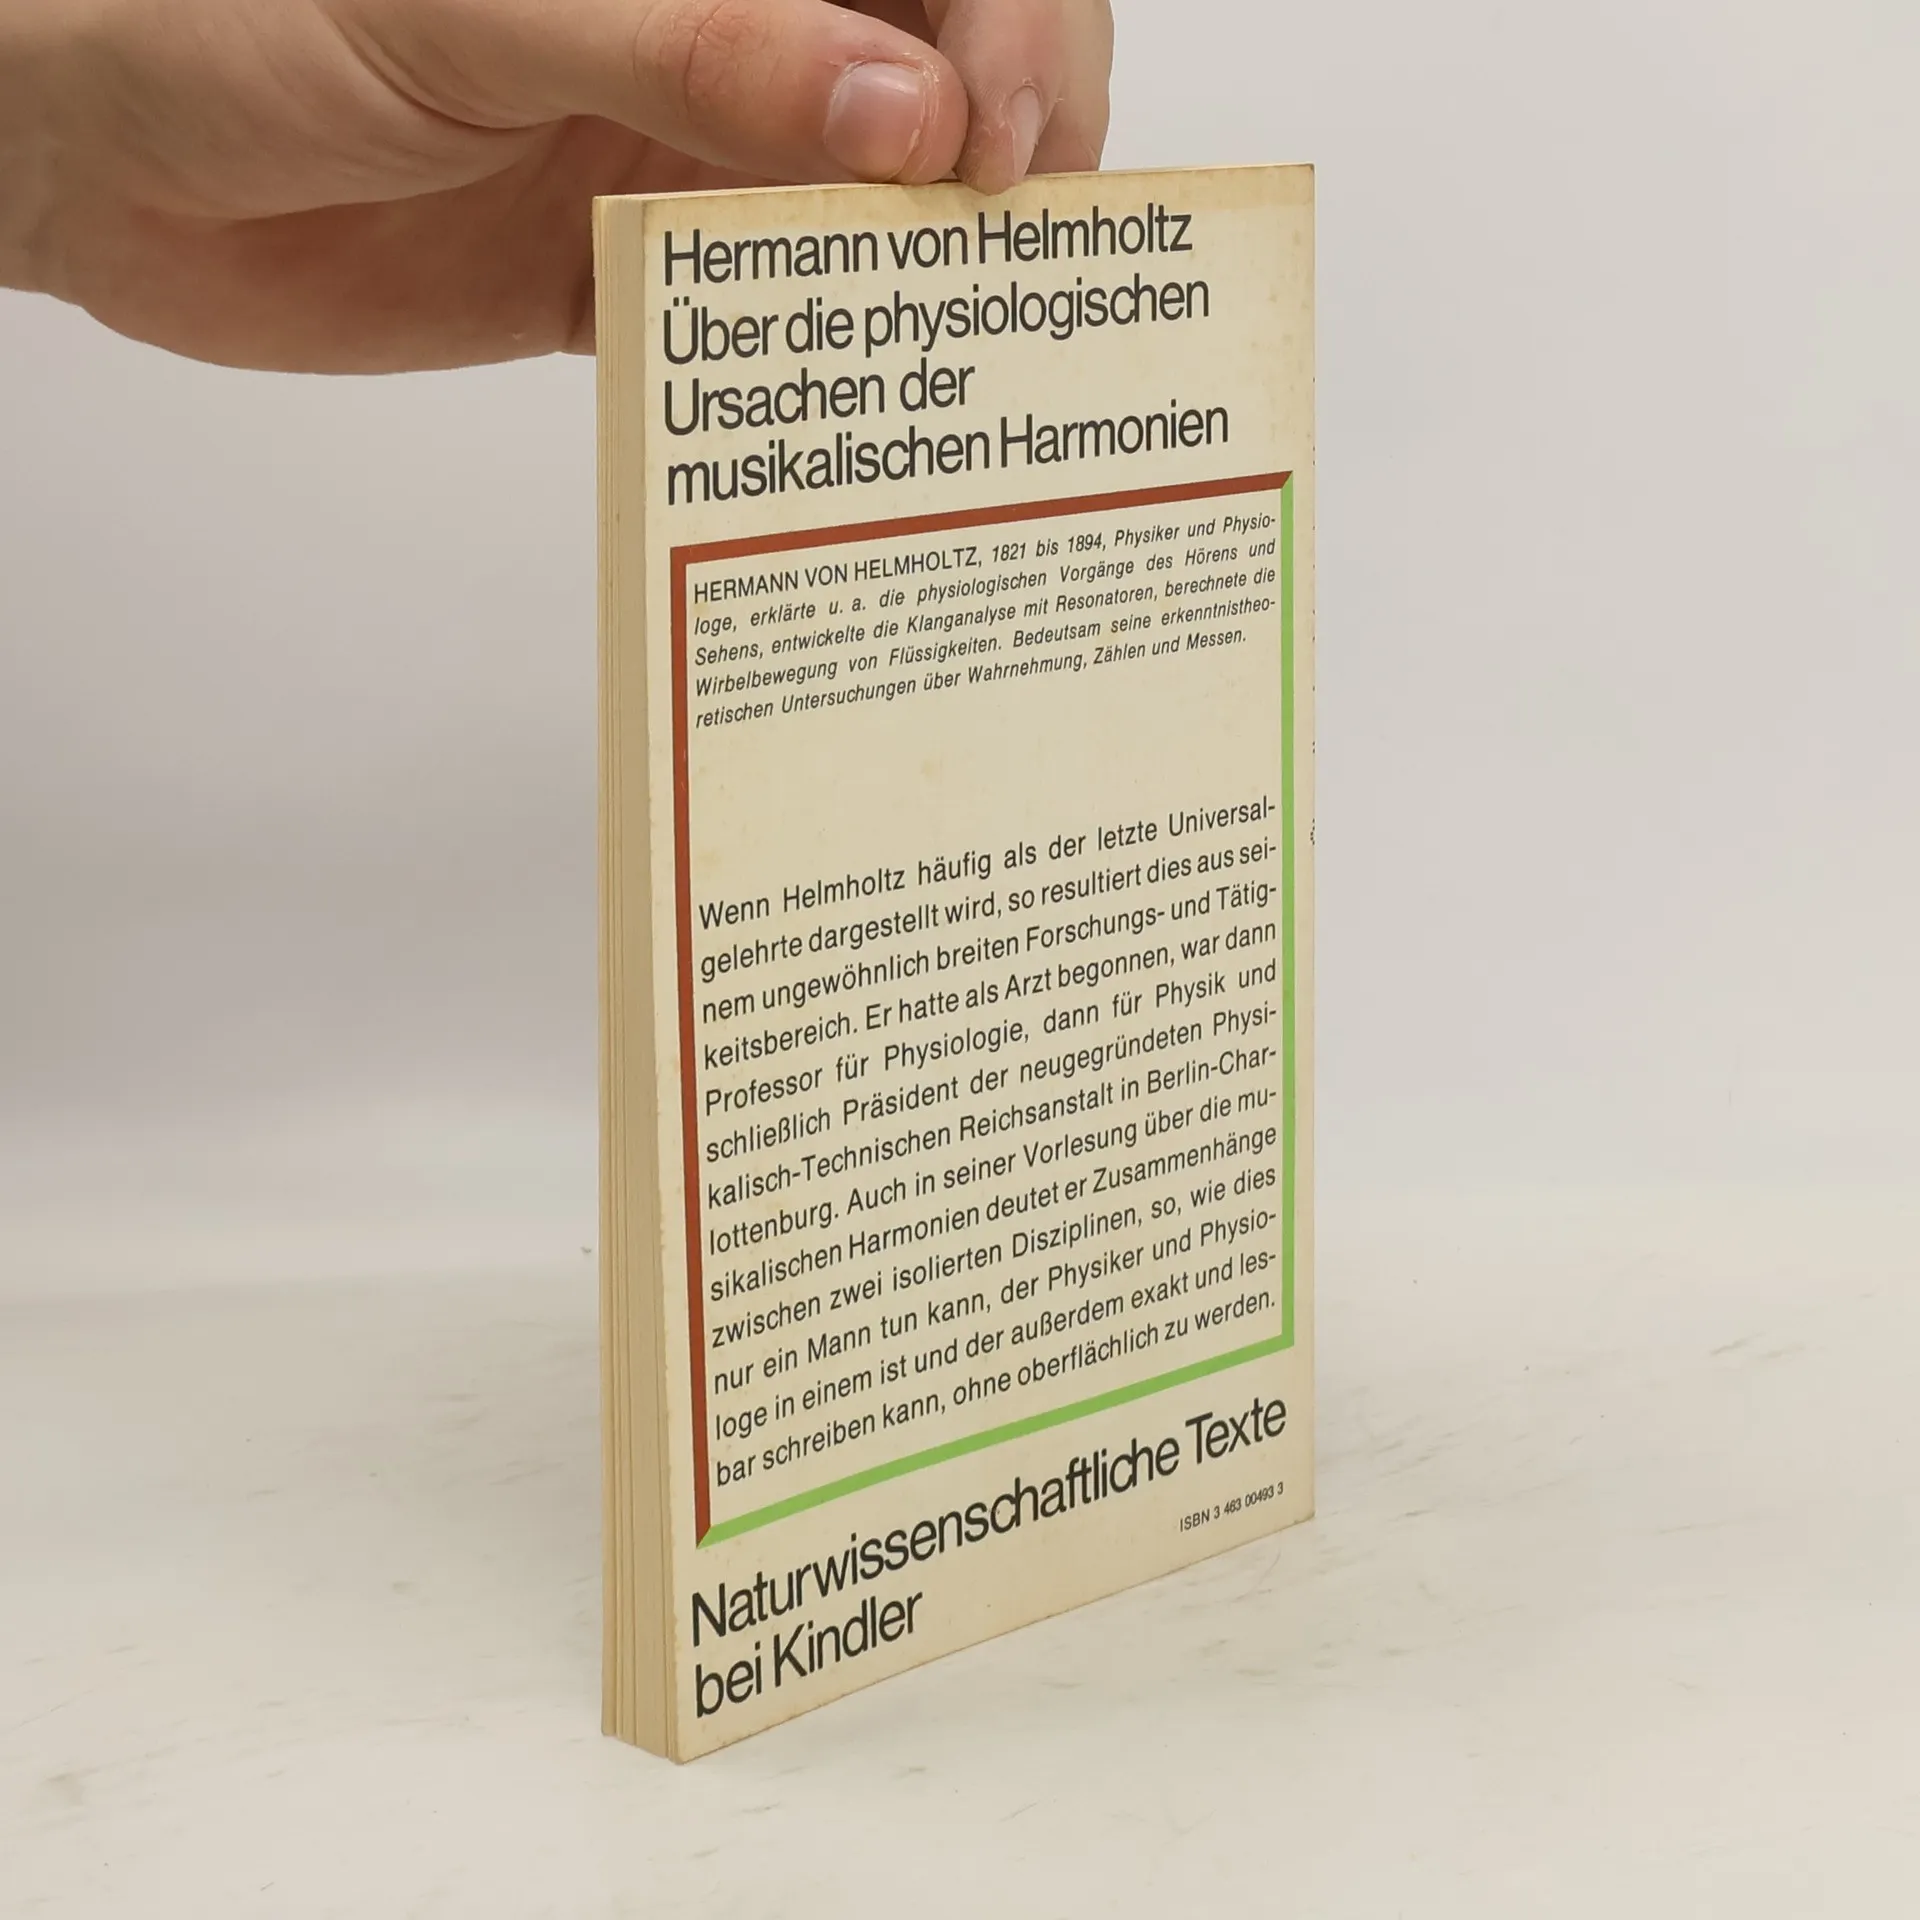 Hermann von Helmholtz
Über die physiologischen
Ursachen der
musikalischen Harmonien
HERMANN VON HELMHOLTZ, 1821 bis 1894, Physiker und Physio-
loge, erklärte u. a. die physiologischen Vorgänge des Hörens und
Sehens, entwickelte die Klanganalyse mit Resonatoren, berechnete die
Wirbelbewegung von Flüssigkeiten. Bedeutsam seine erkenntnistheo-
retischen Untersuchungen über Wahrnehmung, Zählen und Messen.
Wenn Helmholtz häufig als der letzte Universal-
gelehrte dargestellt wird, so resultiert dies aus sei-
nem ungewöhnlich breiten Forschungs- und Tätig-
keitsbereich. Er hatte als Arzt begonnen, war dann
Professor für Physiologie, dann für Physik und
schließlich Präsident der neugegründeten Physi-
kalisch-Technischen Reichsanstalt in Berlin-Char-
lottenburg. Auch in seiner Vorlesung über die mu-
sikalischen Harmonien deutet er Zusammenhänge
zwischen zwei isolierten Disziplinen, so, wie dies
nur ein Mann tun kann, der Physiker und Physio-
loge in einem ist und der außerdem exakt und les-
bar schreiben kann, ohne oberflächlich zu werden.
Naturwissenschaftliche Texte
bei Kindler
ISBN 3 463 00493 3